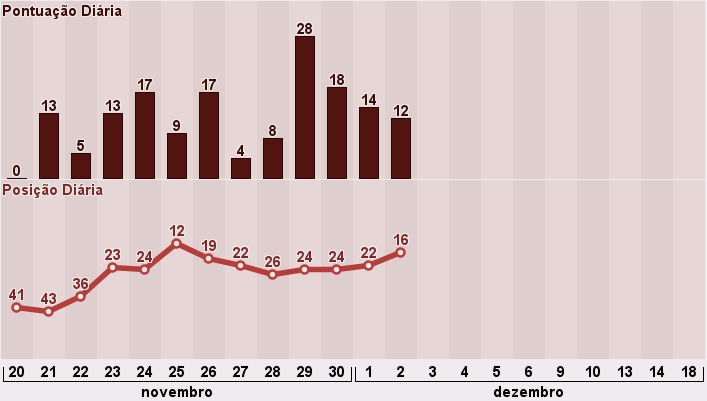 Pontuação Diária
0 13 5 13 17 9 17 4 8 28 18 14 12
Posição Diária
41 43 36 23 24 12 19 22 26 24 24 22 16
20 21 22 23 24 25 26 27 28 29 30 1 2 3 4 5 6 9 10 13 14 18
novembro dezembro